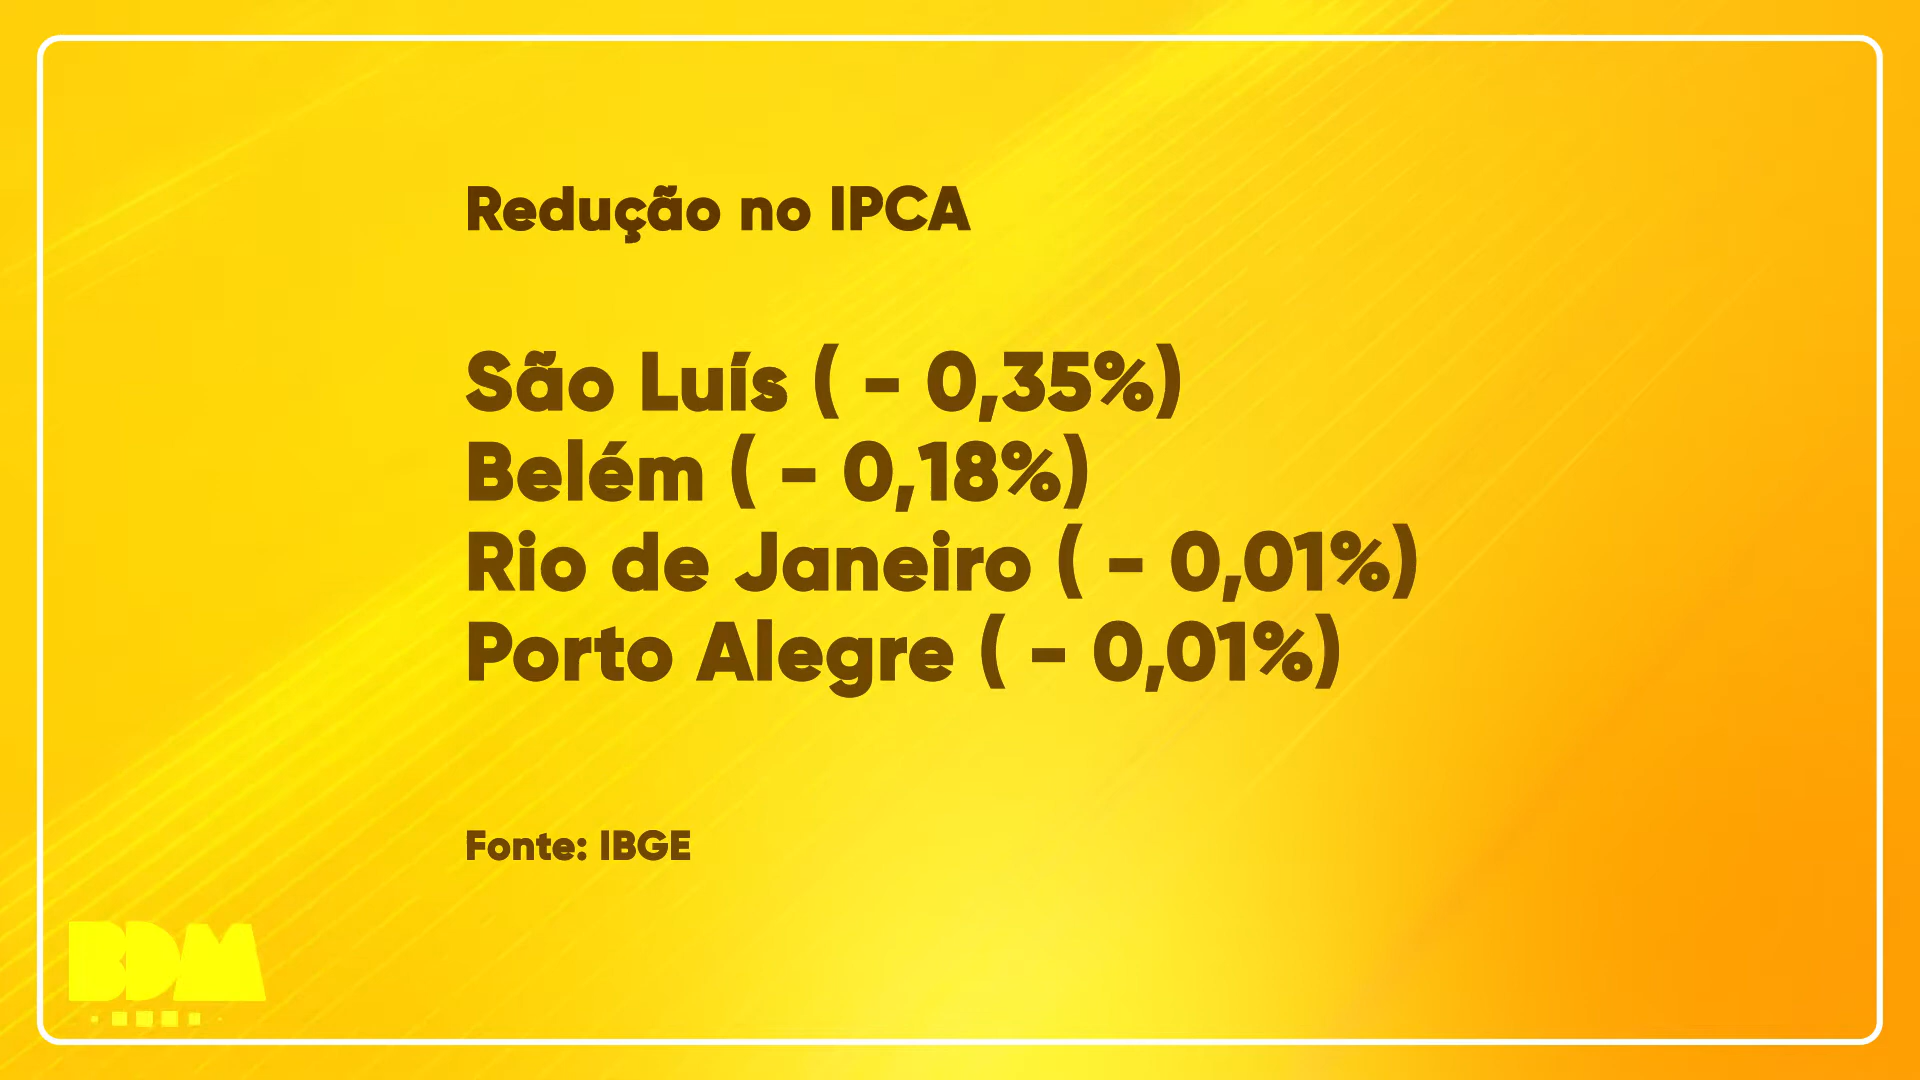 Redução no IPCA
São Luís ( - 0,35%)
Belém ( - 0,18%)
Rio de Janeiro ( - 0,01%)
Porto Alegre ( - 0,01%)
Fonte: IBGE
BDM